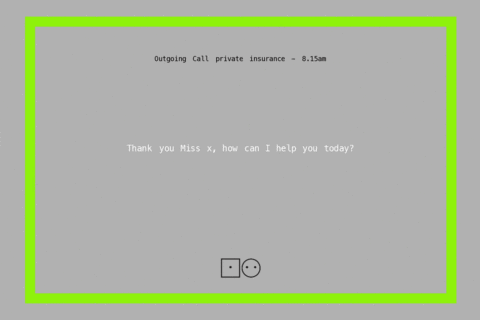 Outgoing Call private insurance – 8.15am
Thank you Miss x, how can I help you today?